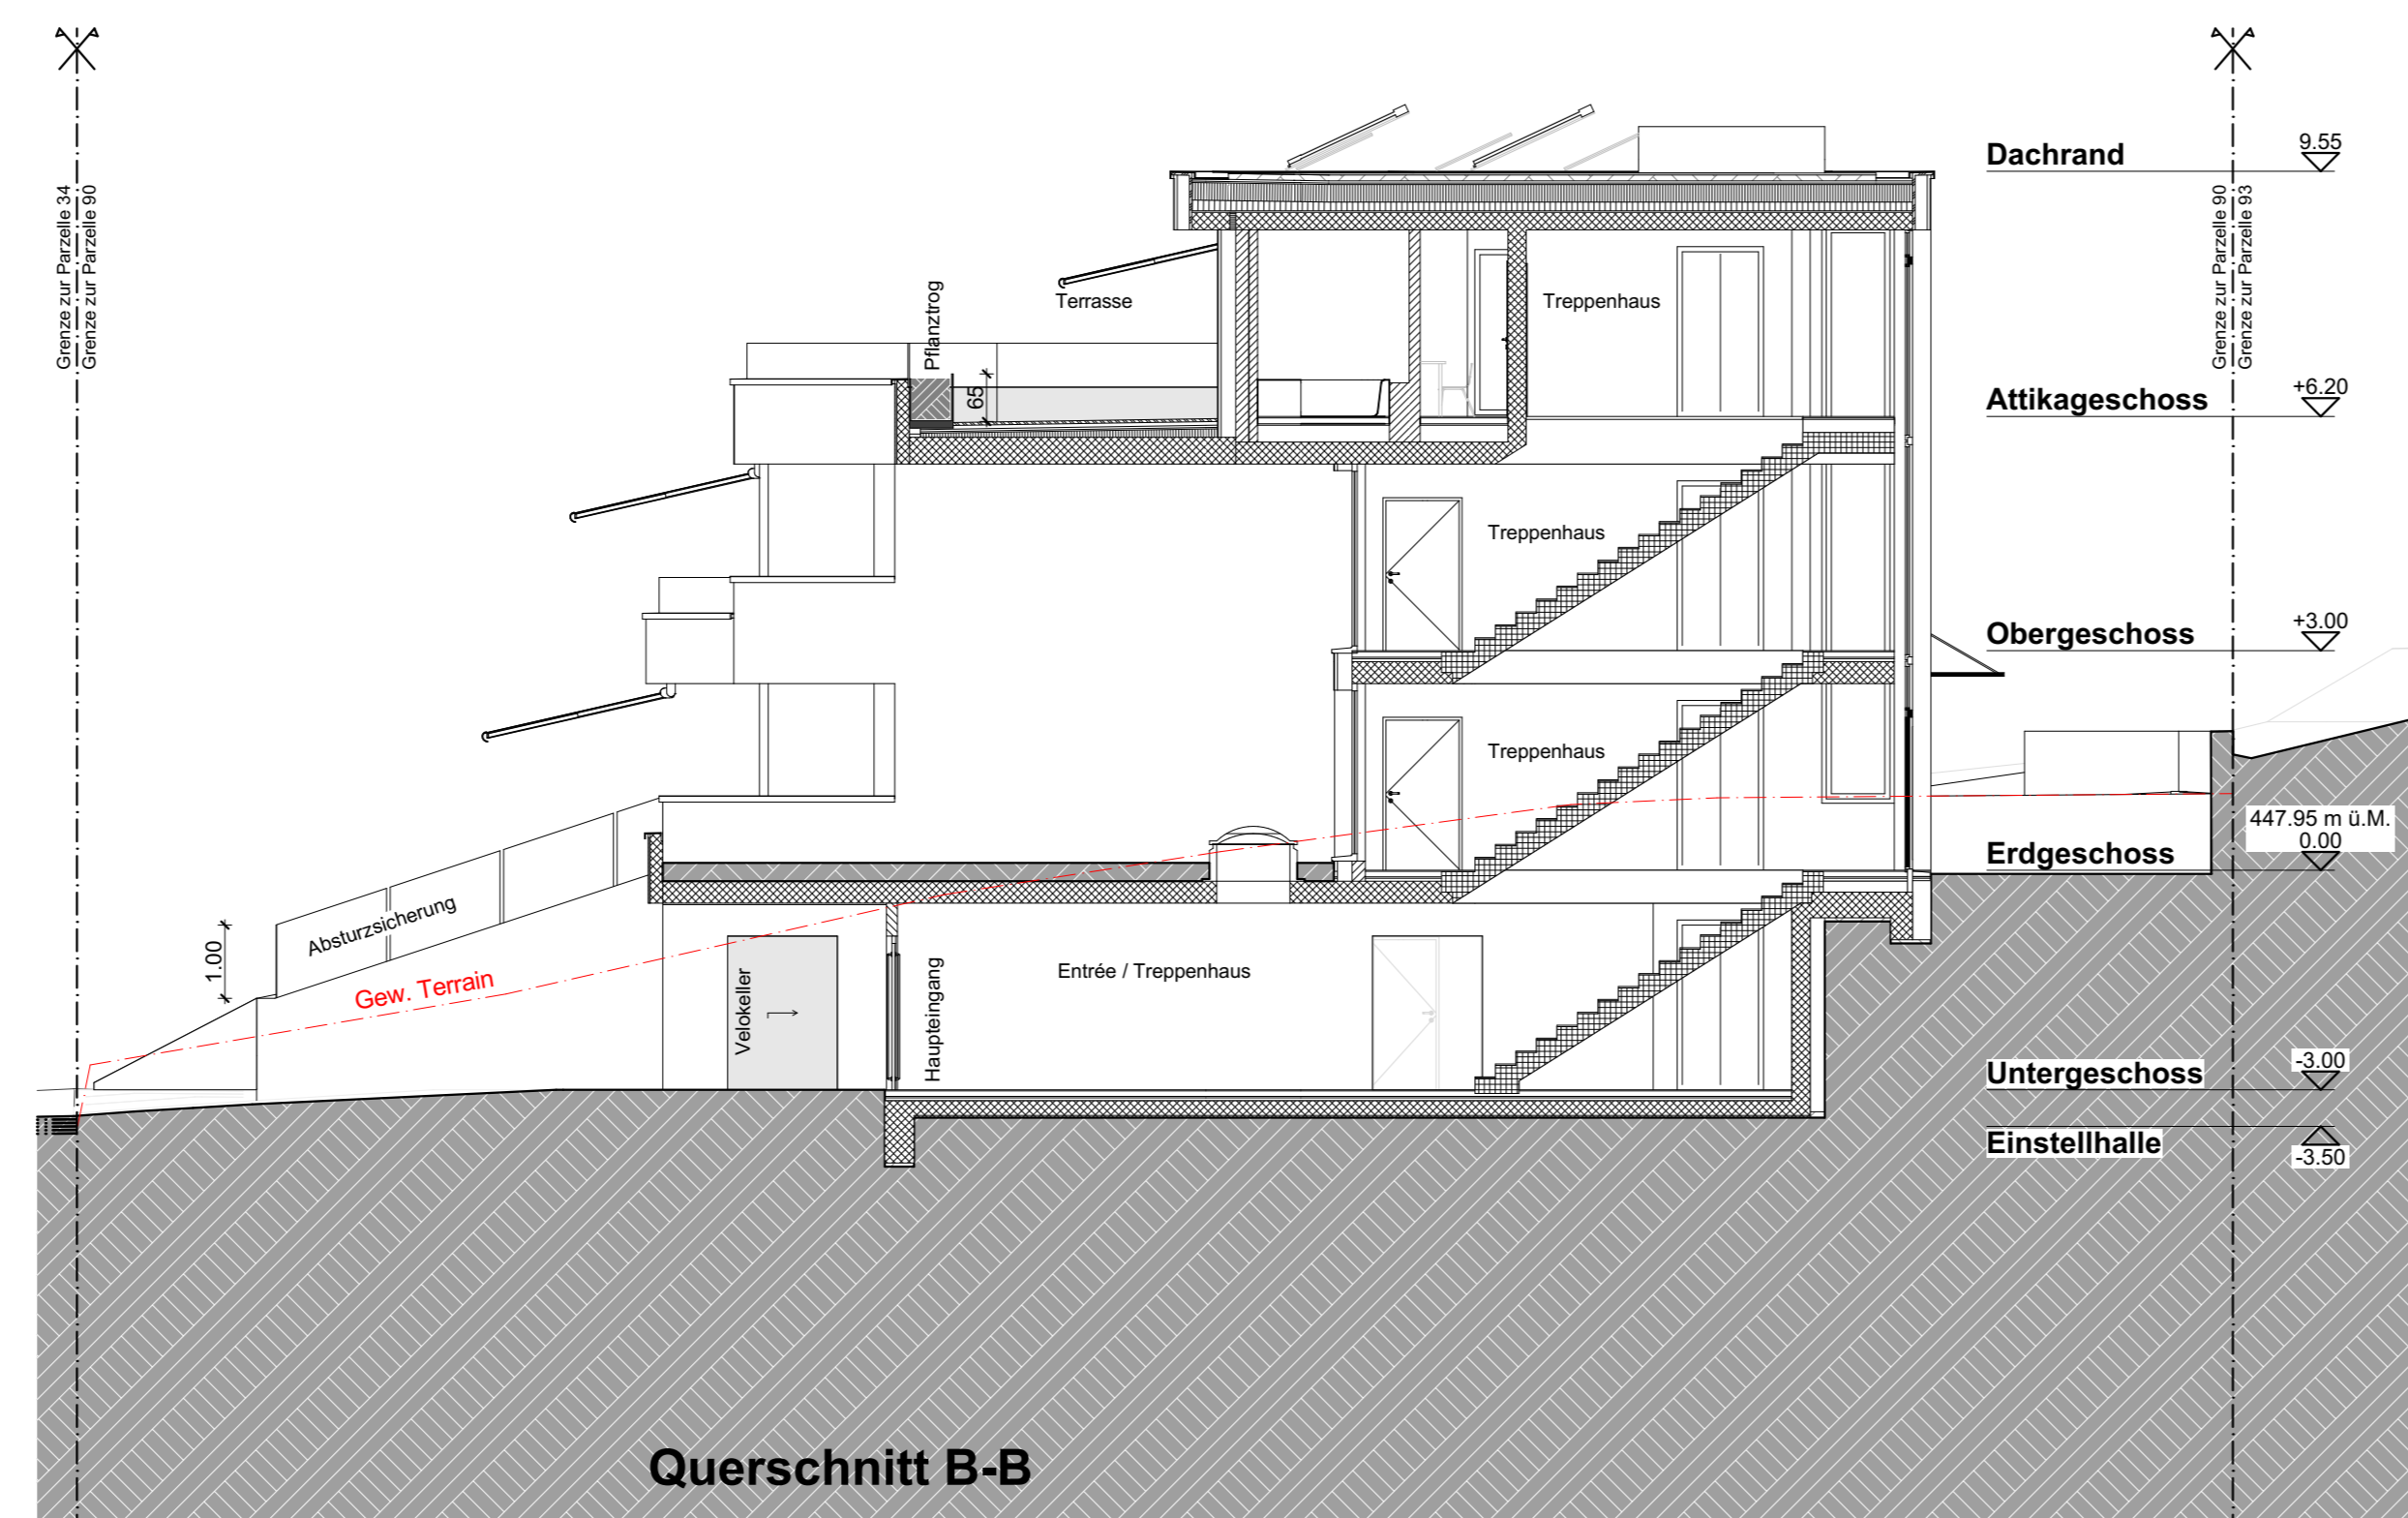 Grenze zur Parzelle 34
Grenze zur Parzelle 90
Grenze zur Parzelle 90
Grenze zur Parzelle 93
Dachrand
9.55
Terrasse
Pflanztrog
65
Treppenhaus
Attikageschoss
+6.20
Treppenhaus
Obergeschoss
+3.00
Treppenhaus
447.95 m ü.M.
0.00
Erdgeschoss
Absturzsicherung
1.00
Gew. Terrain
Velokeller
Haupteingang
Entrée / Treppenhaus
Untergeschoss
-3.00
Einstellhalle
-3.50
Querschnitt B-B